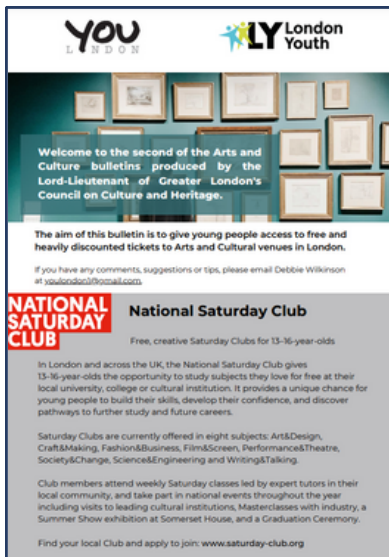 YOU
LONDON
LY London
Youth
Welcome to the second of the Arts and
Culture bulletins produced by the
Lord-Lieutenant of Greater London's
Council on Culture and Heritage.
The aim of this bulletin is to give young people access to free and
heavily discounted tickets to Arts and Cultural venues in London.
If you have any comments, suggestions or tips, please email Debbie Wilkinson
at youlondon1@gmail.com.
NATIONAL
SATURDAY
CLUB
National Saturday Club
Free, creative Saturday Clubs for 13-16-year-olds
In London and across the UK, the National Saturday Club gives
13-16-year-olds the opportunity to study subjects they love for free at their
local university, college or cultural institution. It provides a unique chance for
young people to build their skills, develop their confidence, and discover
pathways to further study and future careers.
Saturday Clubs are currently offered in eight subjects: Art&Design,
Craft&Making, Fashion&Business, Film&Screen, Performance&Theatre,
Society&Change, Science&Engineering and Writing&Talking.
Club members attend weekly Saturday classes led by expert tutors in their
local community, and take part in national events throughout the year
including visits to leading cultural institutions, Masterclasses with industry, a
Summer Show exhibition at Somerset House, and a Graduation Ceremony.
Find your local Club and apply to join: www.saturday-club.org